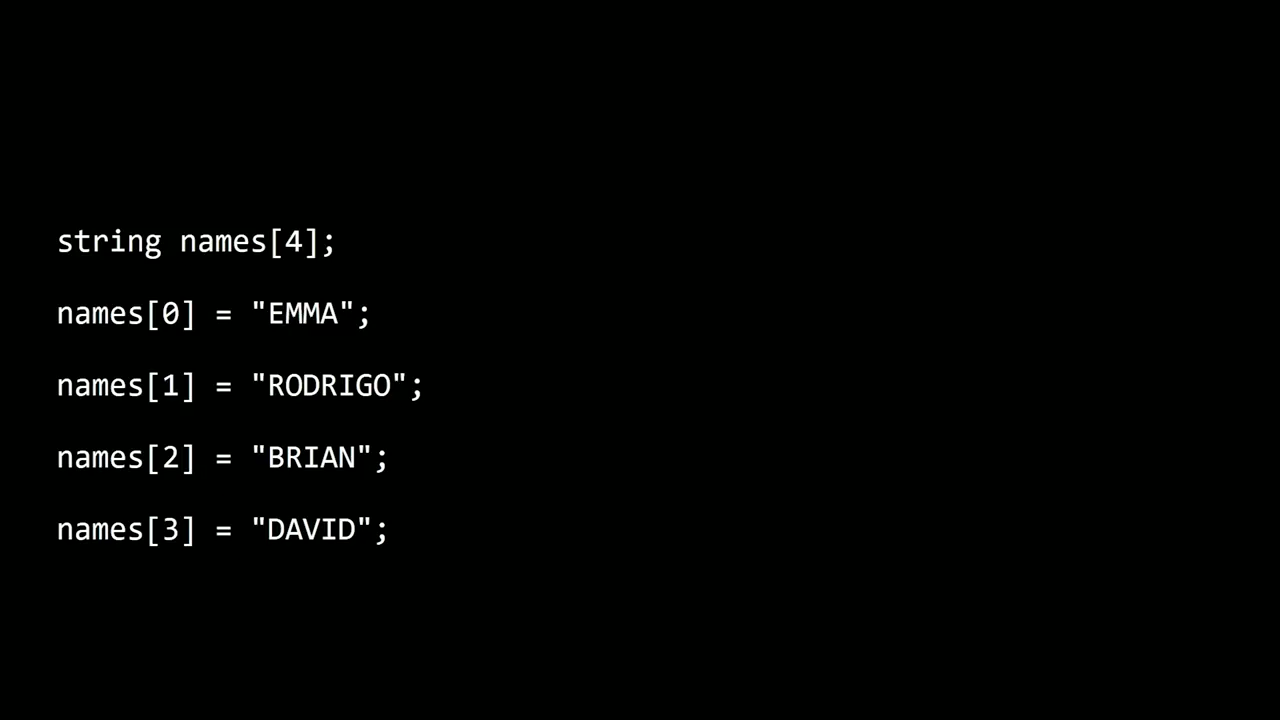 string names[4];
names[0] = "EMMA";
names[1] = "RODRIGO";
names[2] = "BRIAN";
names[3] = "DAVID";